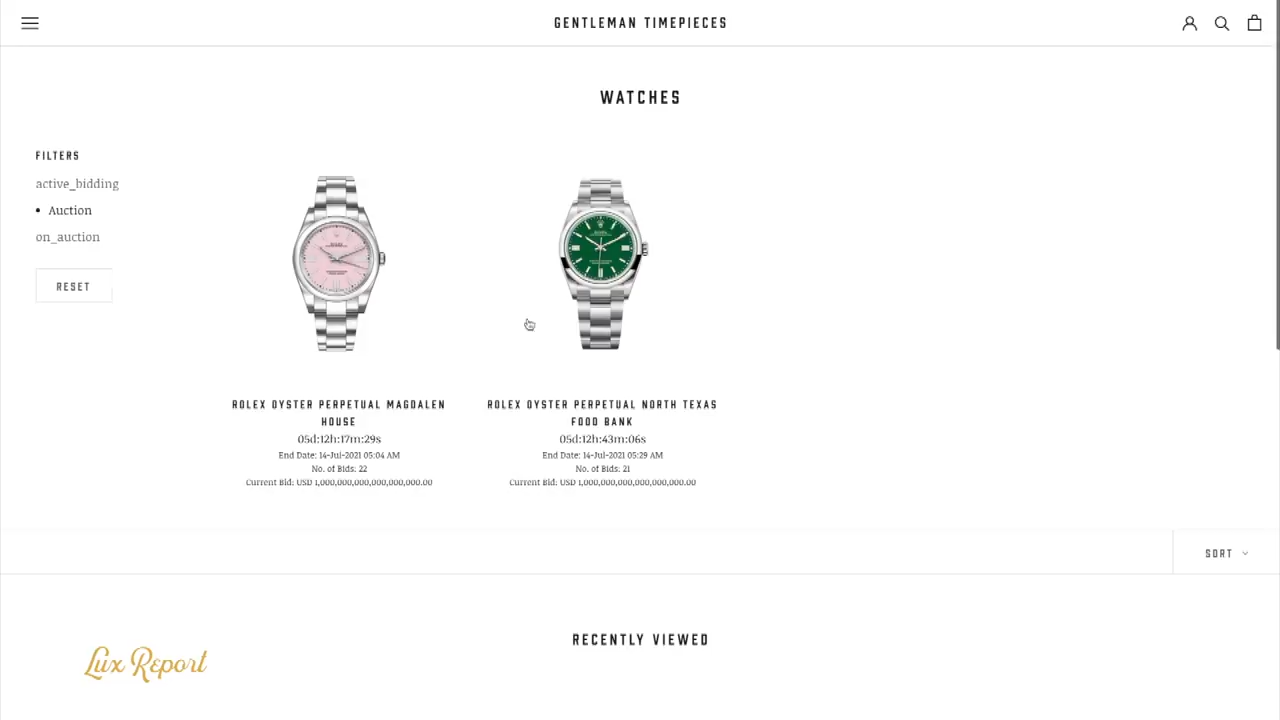 GENTLEMAN TIMEPIECES
WATCHES
FILTERS
active_bidding
• Auction
on_auction
RESET
ROLEX OYSTER PERPETUAL MAGDALEN
HOUSE
05d:12h:17m:29s
End Date: 14-Jul-2021 05:04 AM
No. of Bids: 22
Current Bid: USD 1,000,000,000,000,000,000.00
ROLEX OYSTER PERPETUAL NORTH TEXAS
FOOD BANK
05d:12h:43m:06s
End Date: 14-Jul-2021 05:29 AM
No. of Bids: 21
Current Bid: USD 1,000,000,000,000,000,000.00
SORT
RECENTLY VIEWED
Lux Report